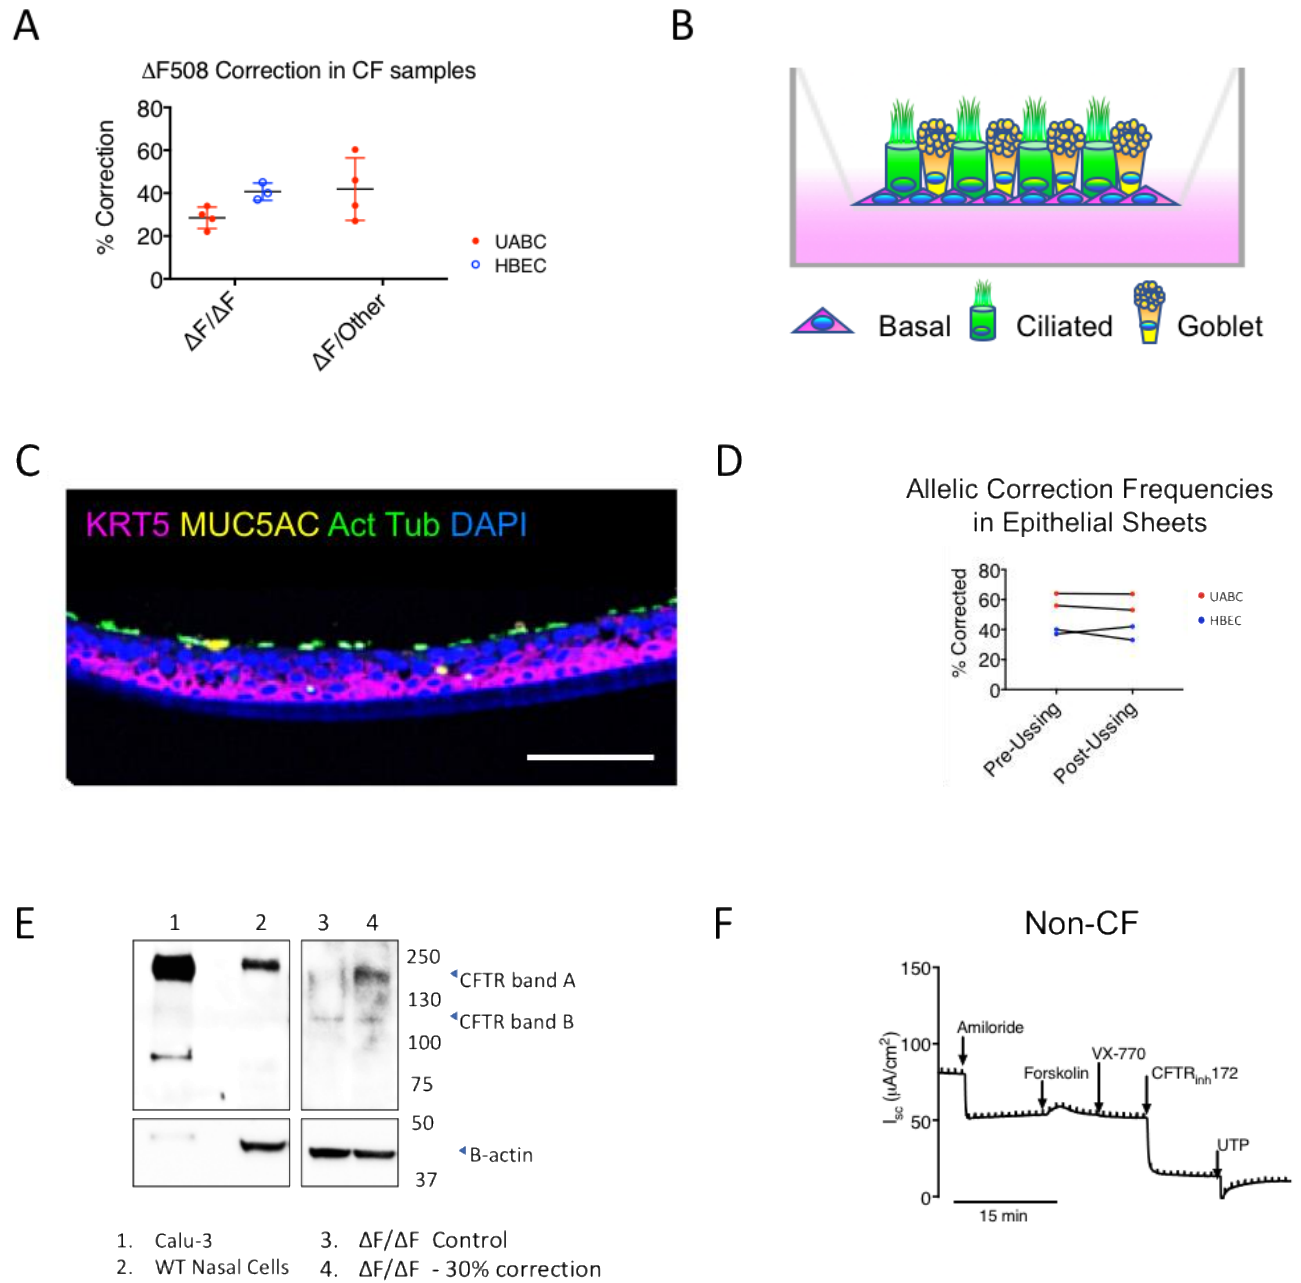 A
ΔF508 Correction in CF samples
% Correction
80
60
40
20
0
ΔF/ΔF
ΔF/Other
UABC
HBEC
B
Basal
Ciliated
Goblet
C
KRT5 MUC5AC Act Tub DAPI
D
Allelic Correction Frequencies
in Epithelial Sheets
% Corrected
80
60
40
20
0
Pre-Ussing
Post-Ussing
UABC
HBEC
E
1 2 3 4
250
CFTR band A
130
CFTR band B
100
75
50
B-actin
37
1. Calu-3
2. WT Nasal Cells
3. ΔF/ΔF Control
4. ΔF/ΔF - 30% correction
F
Non-CF
Isc (μA/cm2)
150
100
50
0
Amiloride
Forskolin
VX-770
CFTRinh172
UTP
15 min